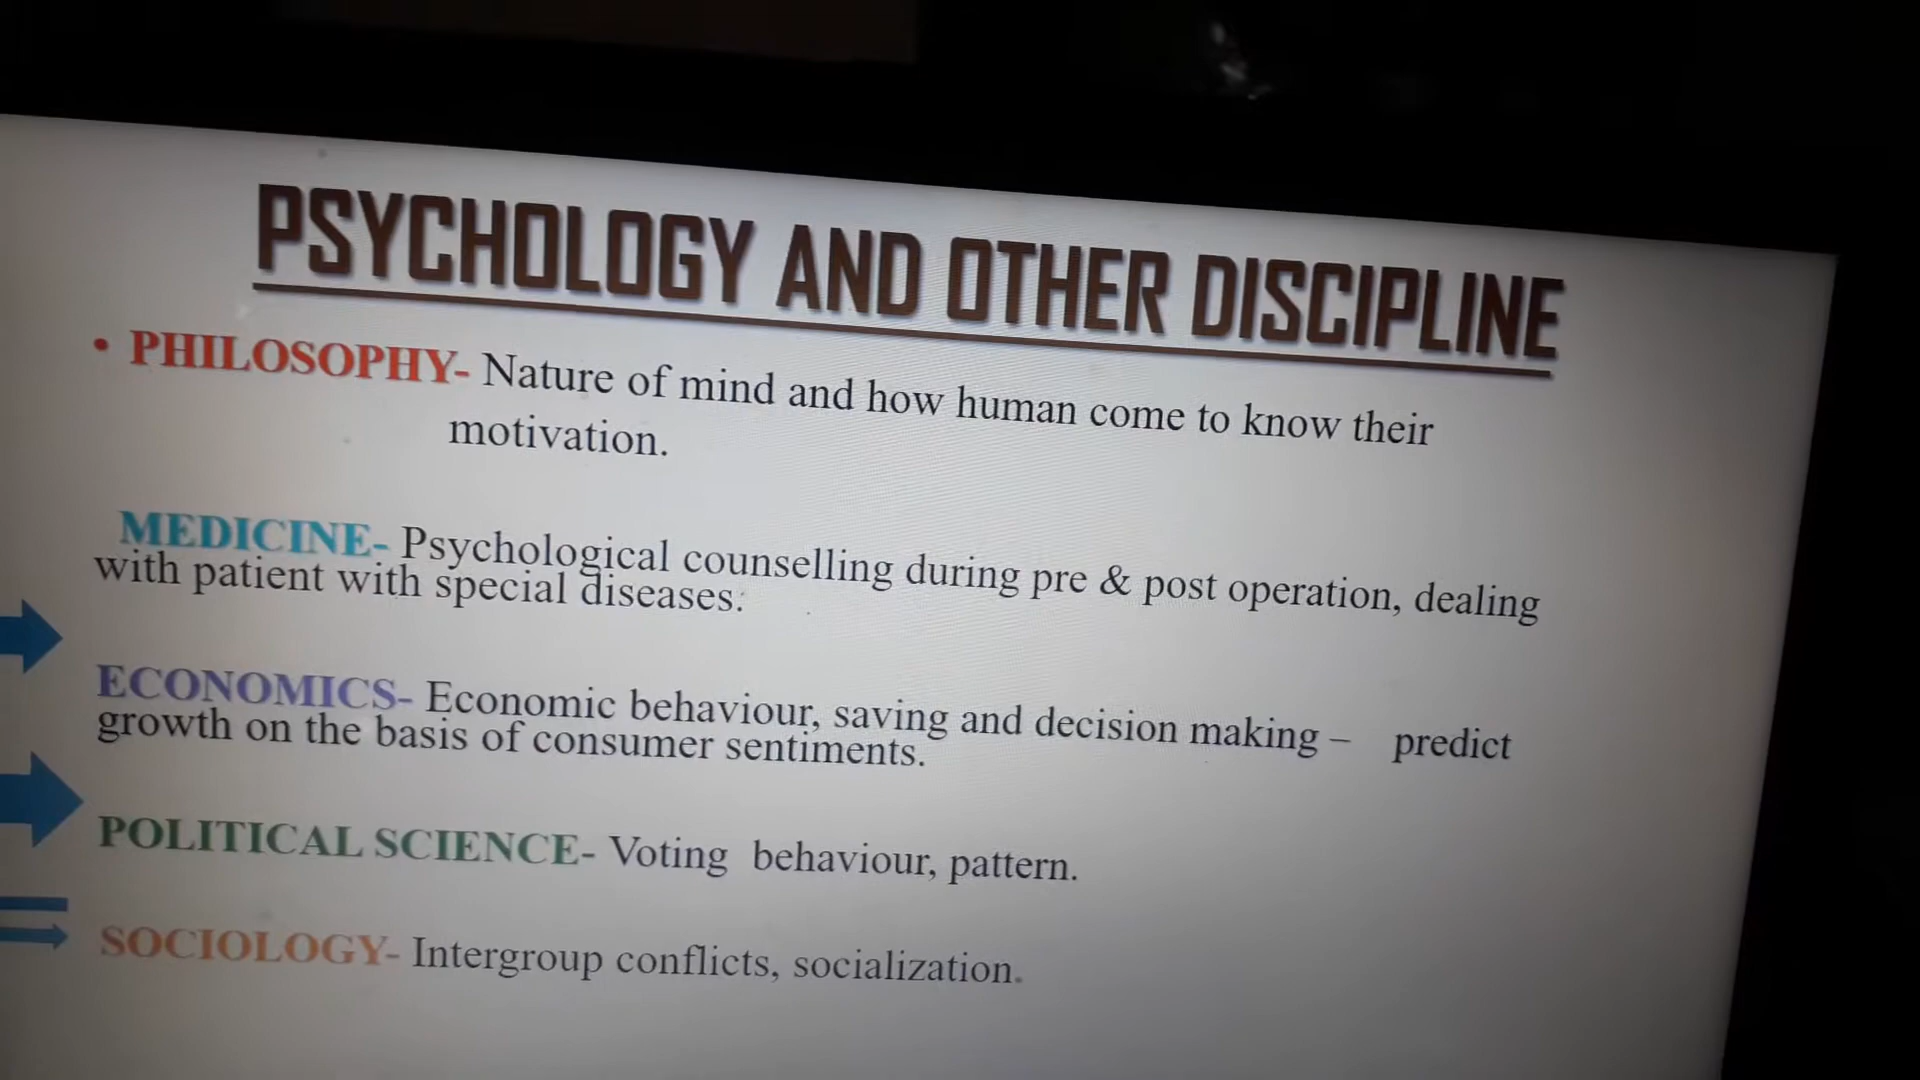 PSYCHOLOGY AND OTHER DISCIPLINE
• PHILOSOPHY- Nature of mind and how human come to know their
motivation.
MEDICINE- Psychological counselling during pre & post operation, dealing
with patient with special diseases.
ECONOMICS- Economic behaviour, saving and decision making – predict
growth on the basis of consumer sentiments.
POLITICAL SCIENCE- Voting behaviour, pattern.
SOCIOLOGY- Intergroup conflicts, socialization.